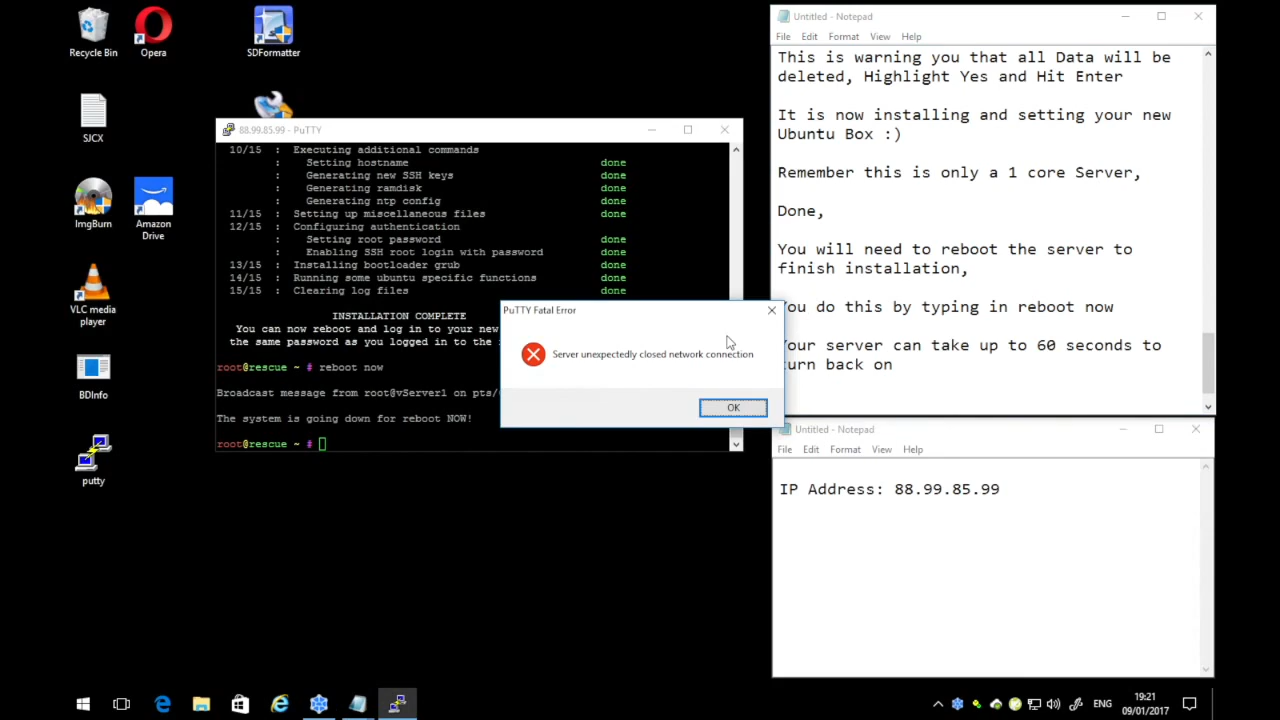 Recycle Bin
Opera
SDFormatter
SJCX
ImgBurn
Amazon
Drive
VLC media
player
BDInfo
putty
88.99.85.99 - PuTTY
10/15 : Executing additional commands
: Setting hostname done
: Generating new SSH keys done
: Generating ramdisk done
: Generating ntp config done
11/15 : Setting up miscellaneous files done
12/15 : Configuring authentication
: Setting root password done
: Enabling SSH root login with password done
13/15 : Installing bootloader grub done
14/15 : Running some ubuntu specific functions done
15/15 : Clearing log files done
INSTALLATION COMPLETE
You can now reboot and log in to your new
the same password as you logged in to the
root@rescue ~ # reboot now
Broadcast message from root@vServer1 on pts/
The system is going down for reboot NOW!
root@rescue ~ #
PuTTY Fatal Error
Server unexpectedly closed network connection
OK
Untitled - Notepad
File Edit Format View Help
This is warning you that all Data will be
deleted, Highlight Yes and Hit Enter
It is now installing and setting your new
Ubuntu Box :)
Remember this is only a 1 core Server,
Done,
You will need to reboot the server to
finish installation,
You do this by typing in reboot now
Your server can take up to 60 seconds to
turn back on
Untitled - Notepad
File Edit Format View Help
IP Address: 88.99.85.99
ENG
19:21
09/01/2017